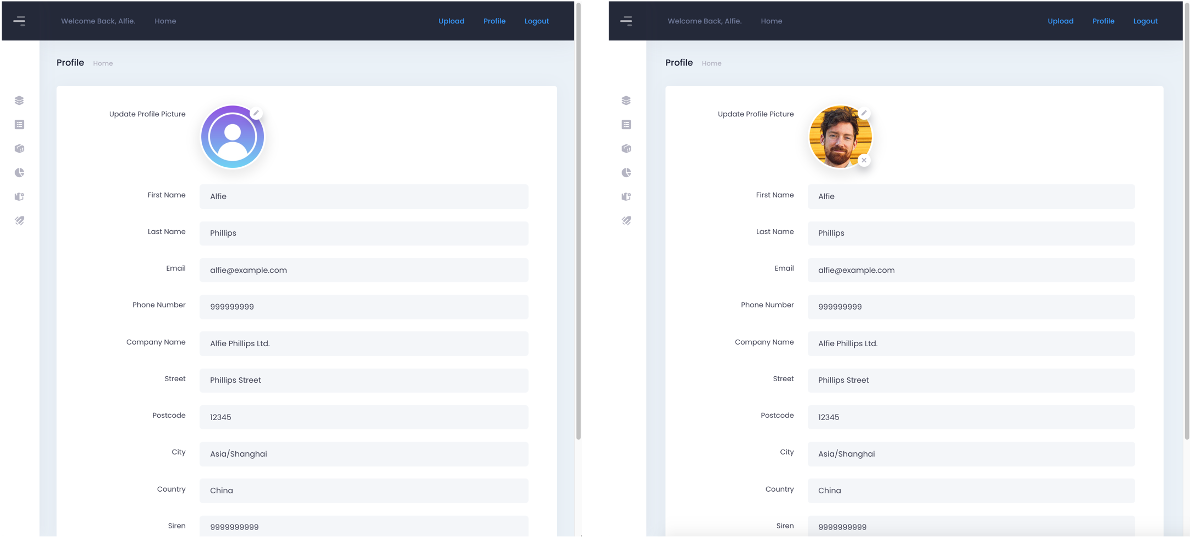 Welcome Back, Alfie. Home Upload Profile Logout
Profile Home
Update Profile Picture
First Name Alfie
Last Name Phillips
Email alfie@example.com
Phone Number 999999999
Company Name Alfie Phillips Ltd.
Street Phillips Street
Postcode 12345
City Asia/Shanghai
Country China
Siren 9999999999
Welcome Back, Alfie. Home Upload Profile Logout
Profile Home
Update Profile Picture
First Name Alfie
Last Name Phillips
Email alfie@example.com
Phone Number 999999999
Company Name Alfie Phillips Ltd.
Street Phillips Street
Postcode 12345
City Asia/Shanghai
Country China
Siren 9999999999